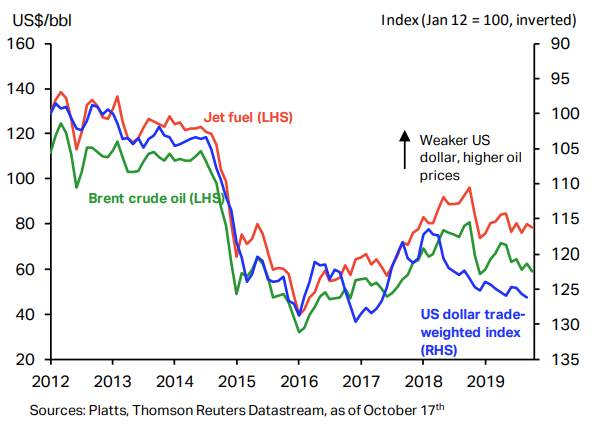 US$/bbl
Index (Jan 12 = 100, inverted)
160
140
120
100
80
60
40
20
90
95
100
105
110
115
120
125
130
135
Jet fuel (LHS)
Weaker US
dollar, higher oil
prices
Brent crude oil (LHS)
US dollar trade-
weighted index
(RHS)
2012 2013 2014 2015 2016 2017 2018 2019
Sources: Platts, Thomson Reuters Datastream, as of October 17th